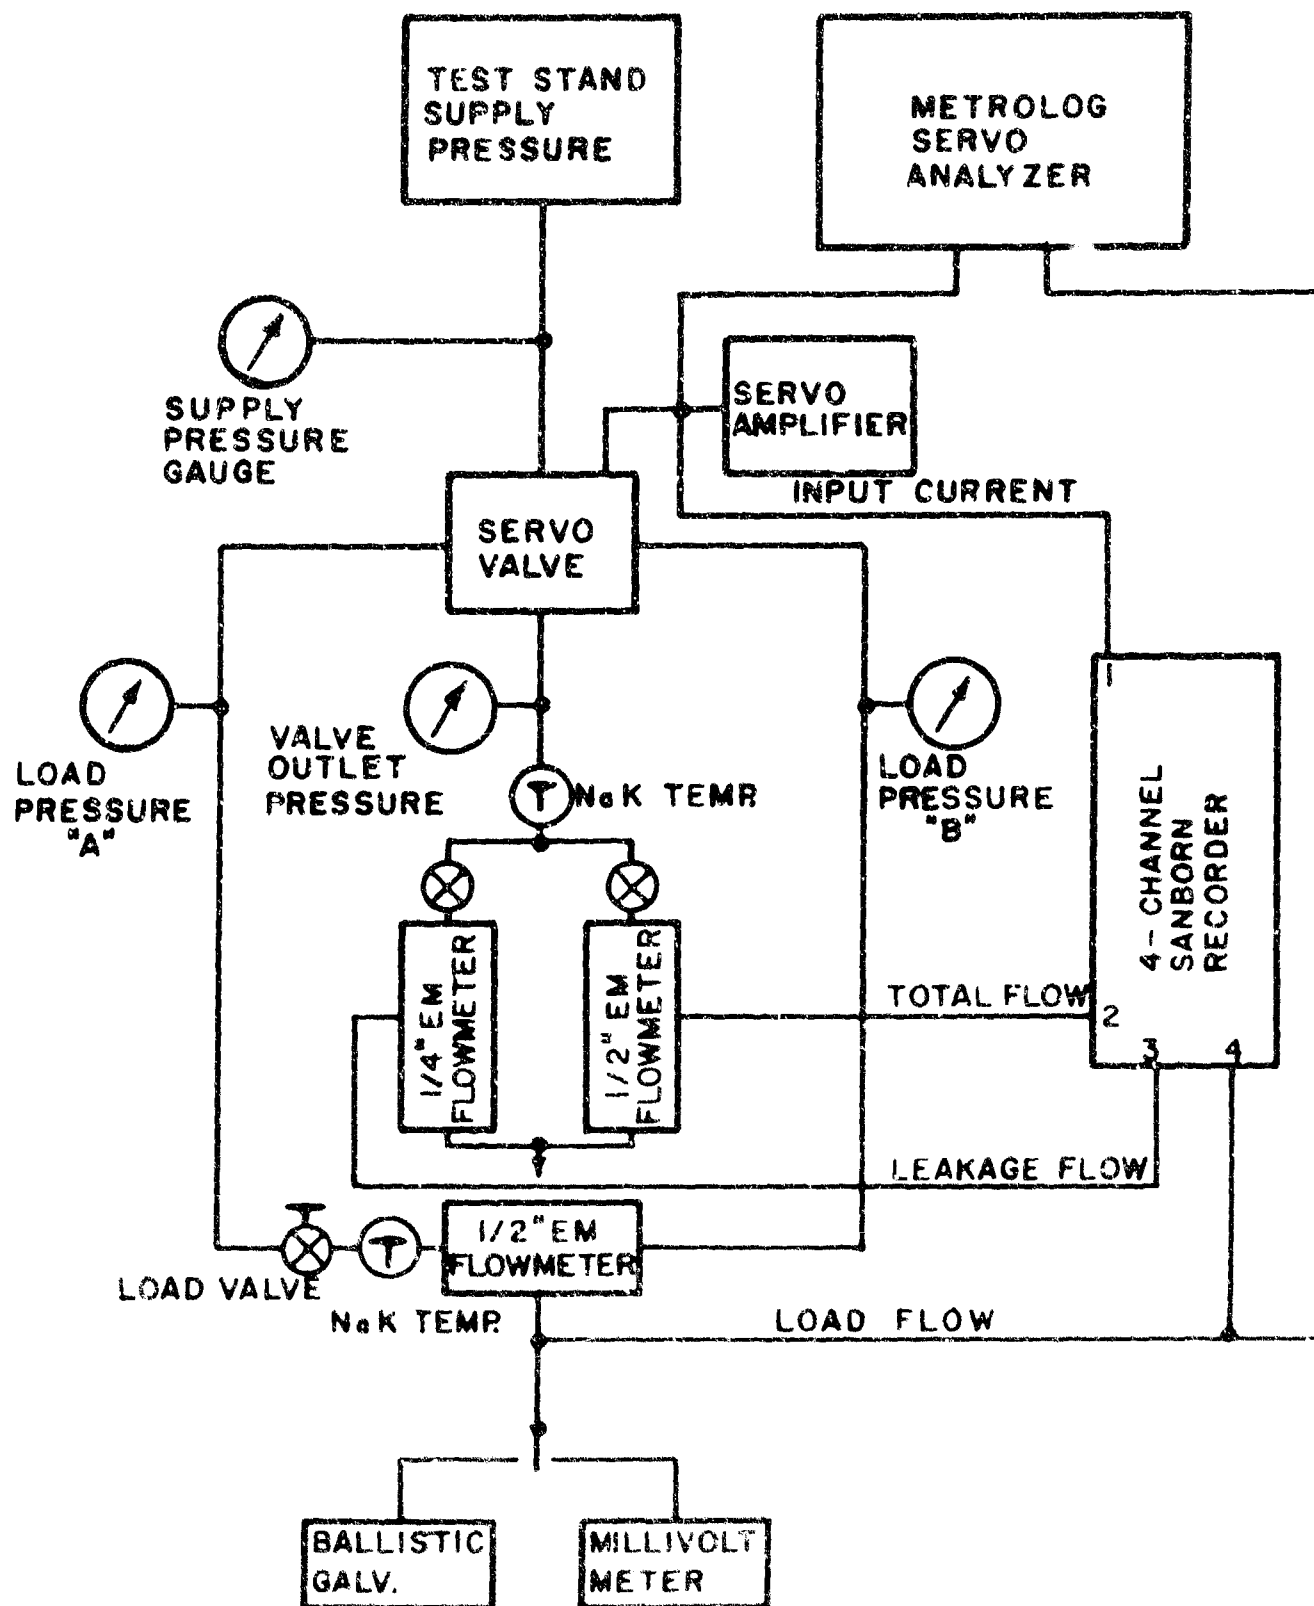 TEST STAND
SUPPLY
PRESSURE
METROLOG
SERVO
ANALYZER
SUPPLY
PRESSURE
GAUGE
SERVO
AMPLIFIER
INPUT CURRENT
SERVO
VALVE
1
LOAD
PRESSURE
"A"
VALVE
OUTLET
PRESSURE
T
NaK TEMP.
LOAD
PRESSURE
"B"
4-CHANNEL
SANBORN
RECORDER
1/4" EM
FLOWMETER
1/2" EM
FLOWMETER
TOTAL FLOW
2
3
4
LEAKAGE FLOW
LOAD VALVE
T
NaK TEMP.
1/2" EM
FLOWMETER
LOAD FLOW
BALLISTIC
GALV.
MILLIVOLT
METER